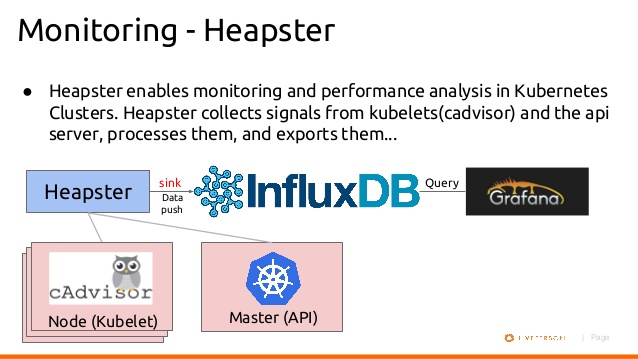 Monitoring - Heapster
● Heapster enables monitoring and performance analysis in Kubernetes
Clusters. Heapster collects signals from kubelets(cadvisor) and the api
server, processes them, and exports them...
Heapster
sink
Data
push
InfluxDB
Query
Grafana
cAdvisor
Node (Kubelet)
Master (API)
| Page